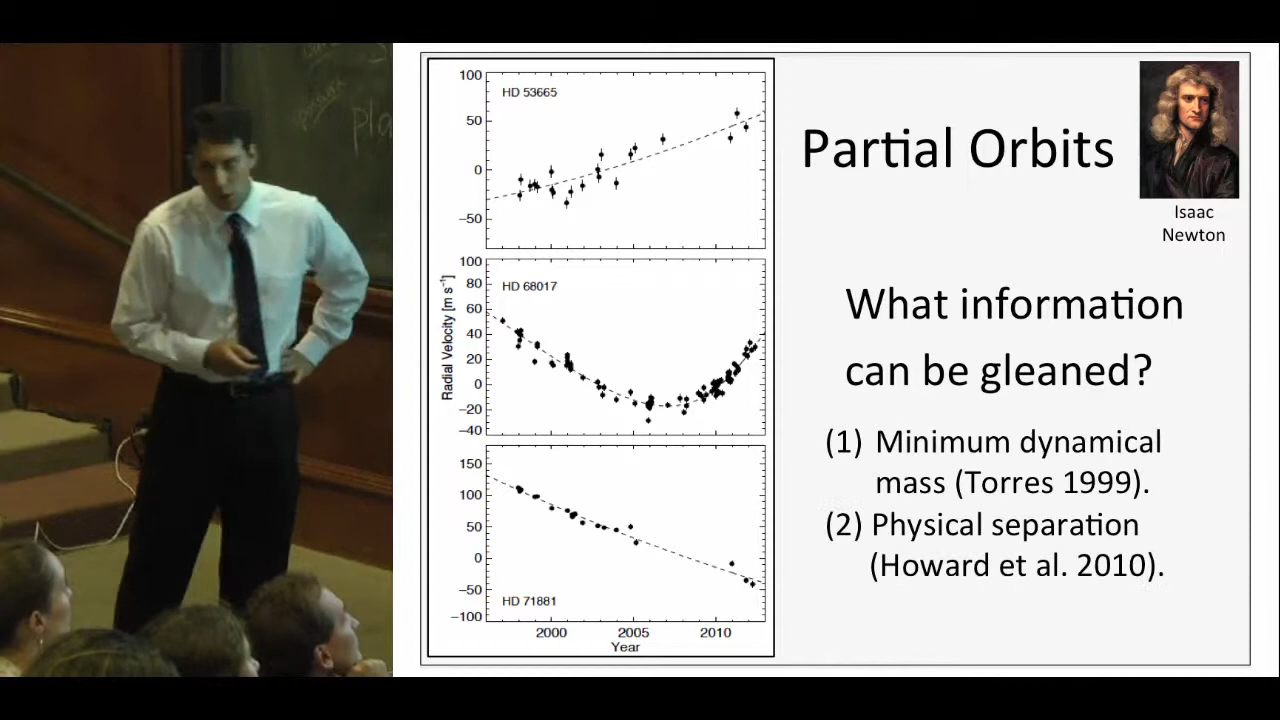 pla
100
HD 53665
50
0
−50
100
HD 68017
80
60
40
20
0
−20
−40
Radial Velocity [m s⁻¹]
150
100
50
0
−50
HD 71881
−100
2000 2005 2010
Year
Partial Orbits
Isaac
Newton
What information
can be gleaned?
(1) Minimum dynamical
mass (Torres 1999).
(2) Physical separation
(Howard et al. 2010).